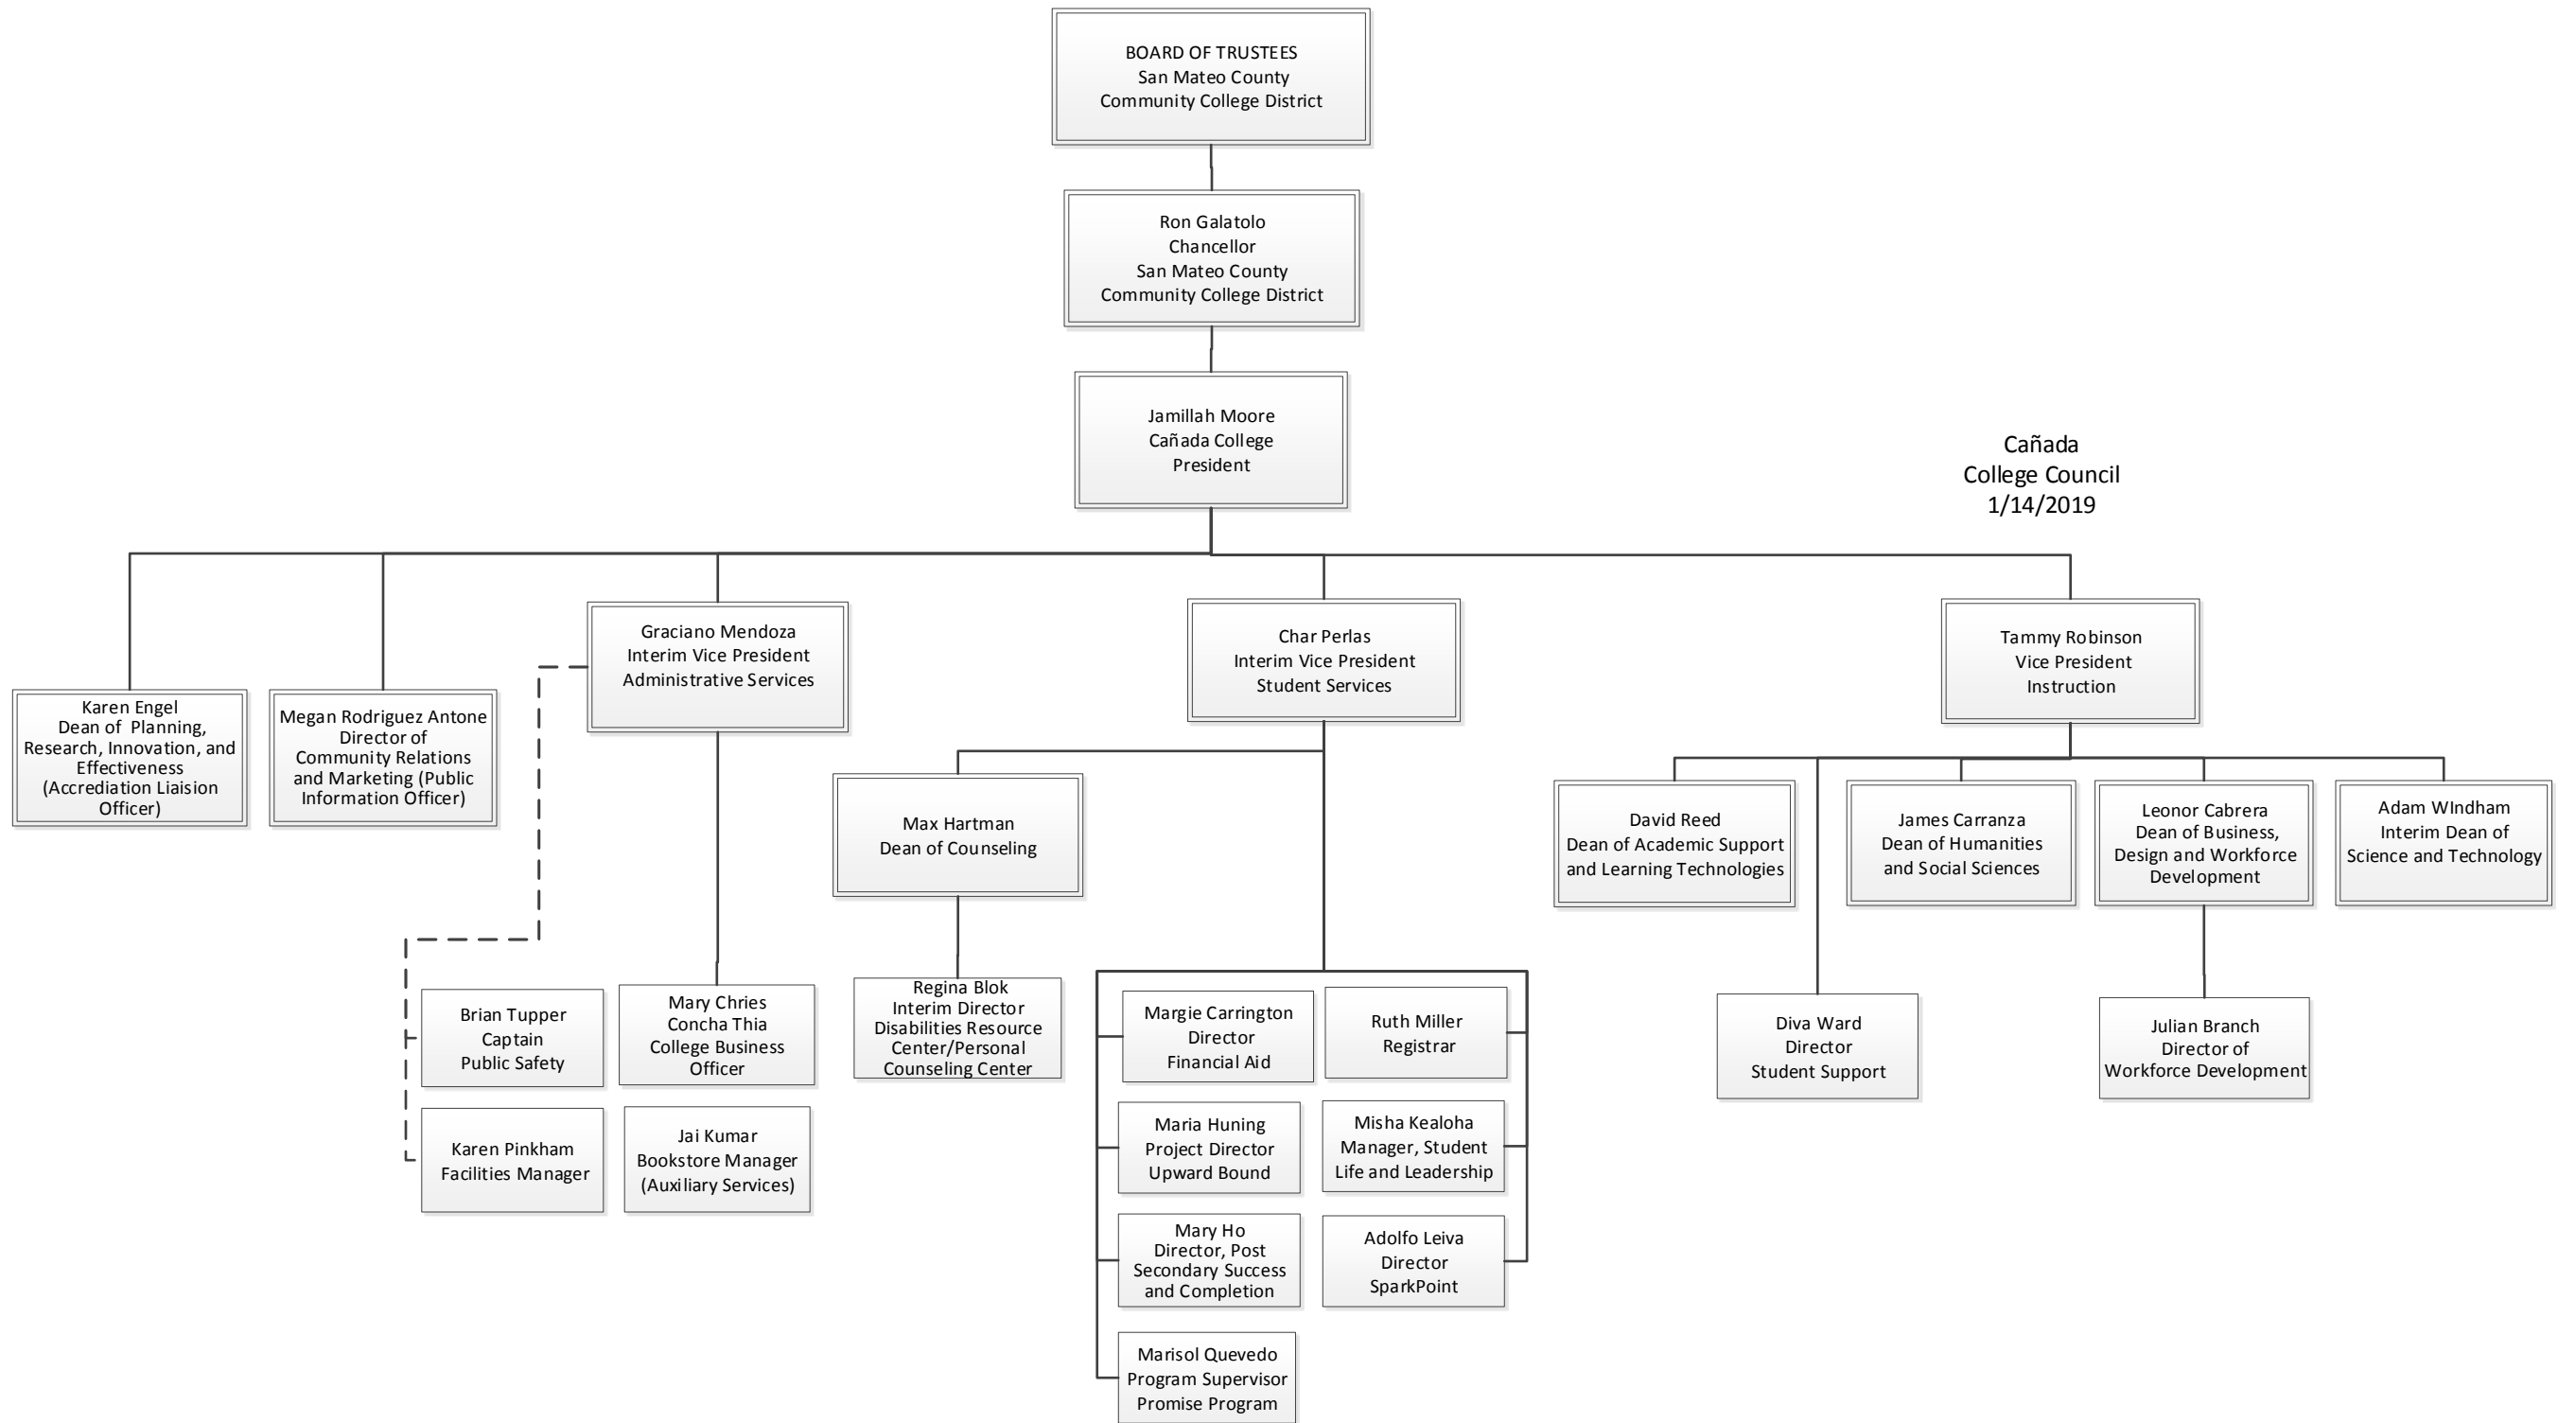 BOARD OF TRUSTEES
San Mateo County
Community College District
Ron Galatolo
Chancellor
San Mateo County
Community College District
Jamillah Moore
Cañada College
President
Cañada
College Council
1/14/2019
Karen Engel
Dean of Planning,
Research, Innovation, and
Effectiveness
(Accrediation Liaision
Officer)
Megan Rodriguez Antone
Director of
Community Relations
and Marketing (Public
Information Officer)
Graciano Mendoza
Interim Vice President
Administrative Services
Char Perlas
Interim Vice President
Student Services
Tammy Robinson
Vice President
Instruction
Max Hartman
Dean of Counseling
David Reed
Dean of Academic Support
and Learning Technologies
James Carranza
Dean of Humanities
and Social Sciences
Leonor Cabrera
Dean of Business,
Design and Workforce
Development
Adam WIndham
Interim Dean of
Science and Technology
Brian Tupper
Captain
Public Safety
Mary Chries
Concha Thia
College Business
Officer
Regina Blok
Interim Director
Disabilities Resource
Center/Personal
Counseling Center
Margie Carrington
Director
Financial Aid
Ruth Miller
Registrar
Diva Ward
Director
Student Support
Julian Branch
Director of
Workforce Development
Karen Pinkham
Facilities Manager
Jai Kumar
Bookstore Manager
(Auxiliary Services)
Maria Huning
Project Director
Upward Bound
Misha Kealoha
Manager, Student
Life and Leadership
Mary Ho
Director, Post
Secondary Success
and Completion
Adolfo Leiva
Director
SparkPoint
Marisol Quevedo
Program Supervisor
Promise Program